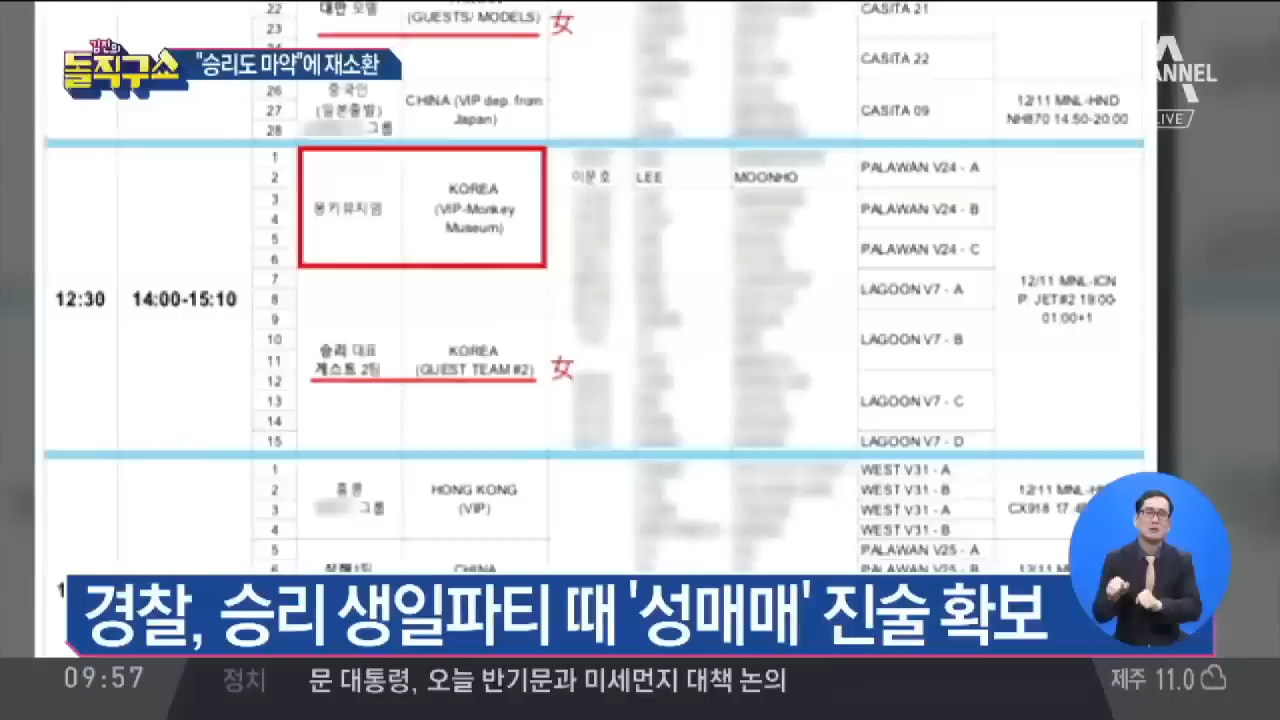 22
대만 모델
(GUESTS/ MODELS)
女
CASITA 21
23
김진의
돌직구쇼
"승리도 마약"에 재소환
CASITA 22
CHANNEL A
LIVE
26
중국인
27
(일본출발)
28
그룹
CHINA (VIP dep. from
Japan)
CASITA 09
12/11 MNL-HND
NH870 14:50-20:00
12:30
14:00-15:10
1
2
3
4
5
6
7
8
9
10
11
12
13
14
15
몽키뮤지엄
KOREA
(VIP-Monkey
Museum)
이문호
LEE
MOONHO
승리 대표
게스트 2팀
KOREA
(GUEST TEAM #2)
女
PALAWAN V24 - A
PALAWAN V24 - B
PALAWAN V24 - C
LAGOON V7 - A
LAGOON V7 - B
LAGOON V7 - C
LAGOON V7 - D
12/11 MNL-ICN
P. JET#2 19:00-
01:00+1
1
2
3
4
5
홍콩
그룹
HONG KONG
(VIP)
WEST V31 - A
WEST V31 - B
WEST V31 - A
WEST V31 - B
PALAWAN V25 - A
PALAWAN V25 - B
CHINA
경찰, 승리 생일파티 때 '성매매' 진술 확보
09:57
정치
문 대통령, 오늘 반기문과 미세먼지 대책 논의
제주 11.0